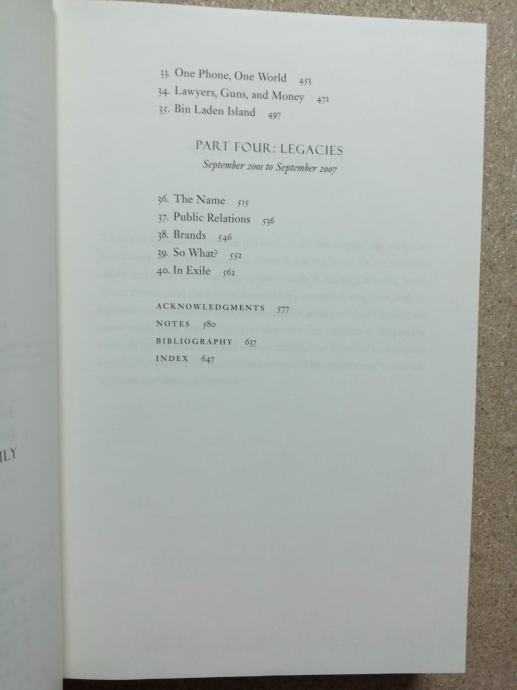 33. One Phone, One World 453
34. Lawyers, Guns, and Money 472
35. Bin Laden Island 497
PART FOUR: LEGACIES
September 2001 to September 2007
36. The Name 515
37. Public Relations 536
38. Brands 546
39. So What? 552
40. In Exile 562
ACKNOWLEDGMENTS 577
NOTES 580
BIBLIOGRAPHY 637
INDEX 647